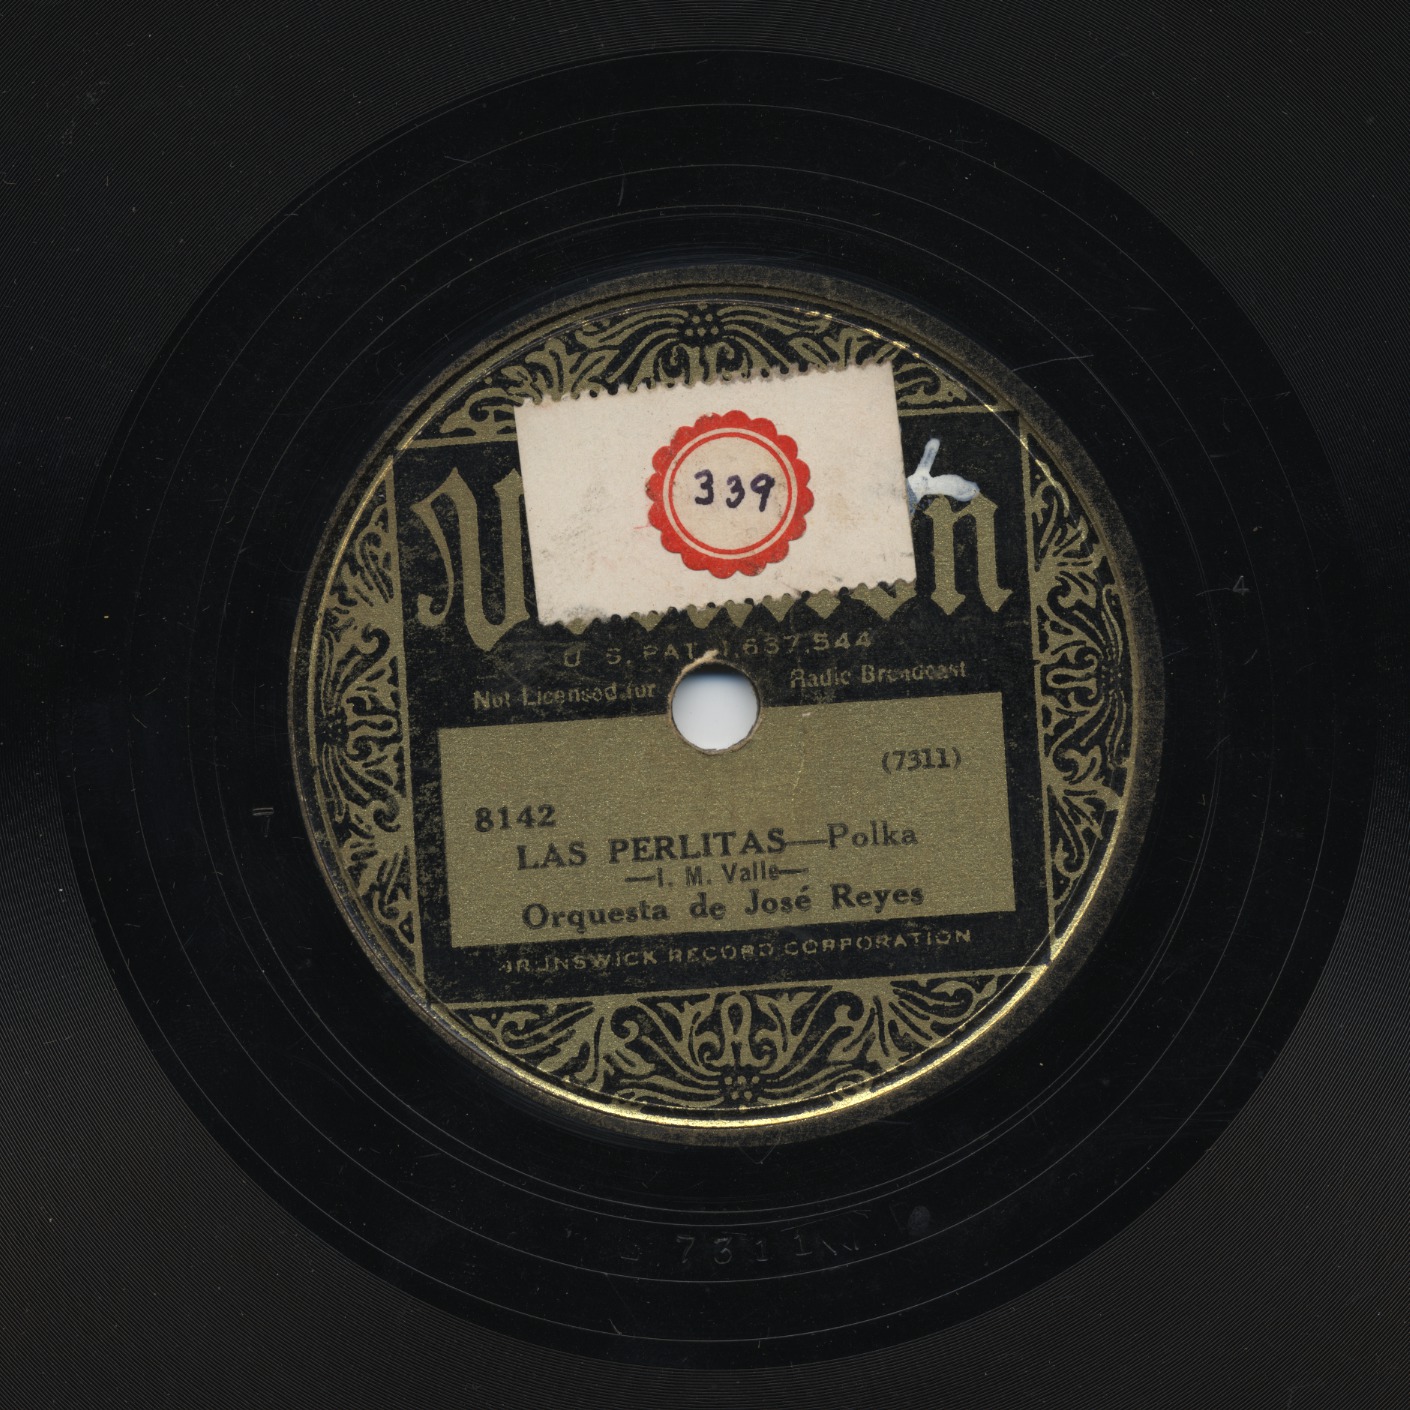 339
U. S. PAT. 1,637,544
Not Licensed for Radio Broadcast
(7311)
8142
LAS PERLITAS—Polka
—I. M. Valle—
Orquesta de José Reyes
BRUNSWICK RECORD CORPORATION
7311